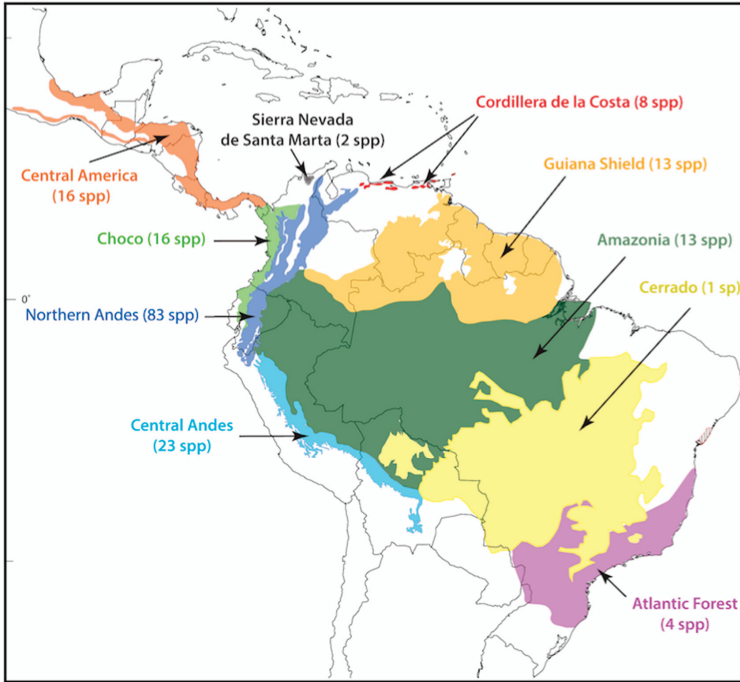 Sierra Nevada
de Santa Marta (2 spp)
Cordillera de la Costa (8 spp)
Central America
(16 spp)
Guiana Shield (13 spp)
Choco (16 spp)
Amazonia (13 spp)
Cerrado (1 sp)
0°
Northern Andes (83 spp)
Central Andes
(23 spp)
Atlantic Forest
(4 spp)